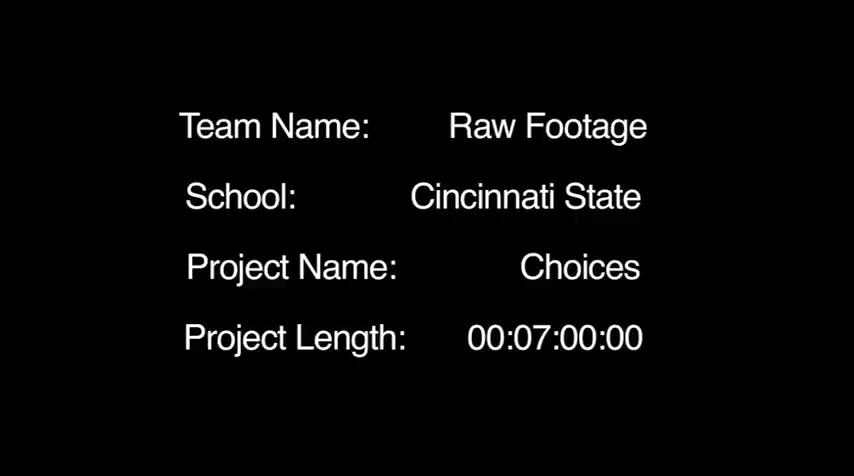 Team Name: Raw Footage
School: Cincinnati State
Project Name: Choices
Project Length: 00:07:00:00